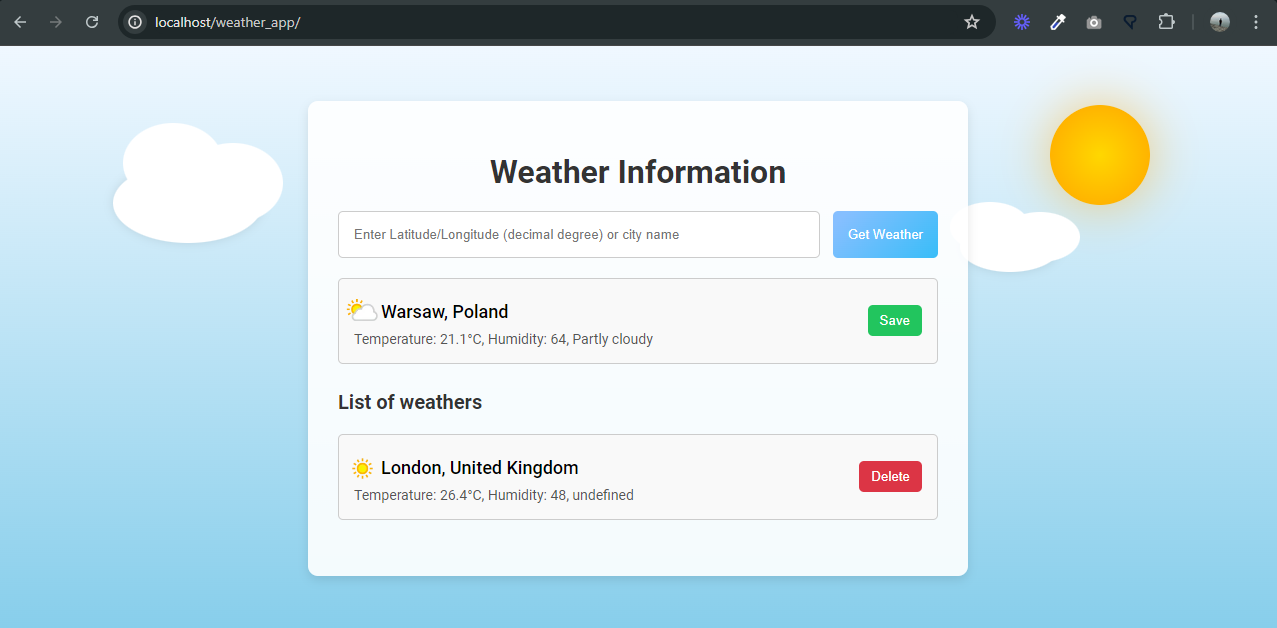 localhost/weather_app/
Weather Information
Enter Latitude/Longitude (decimal degree) or city name
Get Weather
Warsaw, Poland
Temperature: 21.1°C, Humidity: 64, Partly cloudy
Save
List of weathers
London, United Kingdom
Temperature: 26.4°C, Humidity: 48, undefined
Delete